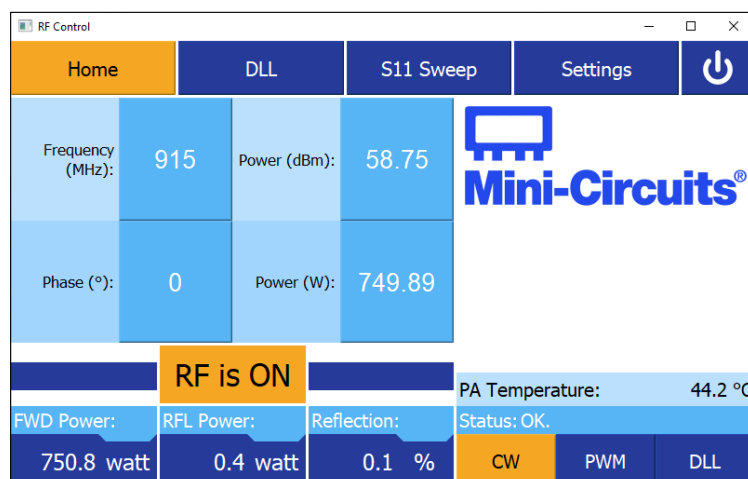 RF Control
Home DLL S11 Sweep Settings
Frequency (MHz): 915 Power (dBm): 58.75
Mini-Circuits®
Phase (°): 0 Power (W): 749.89
RF is ON
PA Temperature: 44.2 °C
FWD Power: RFL Power: Reflection: Status: OK.
750.8 watt 0.4 watt 0.1 % CW PWM DLL